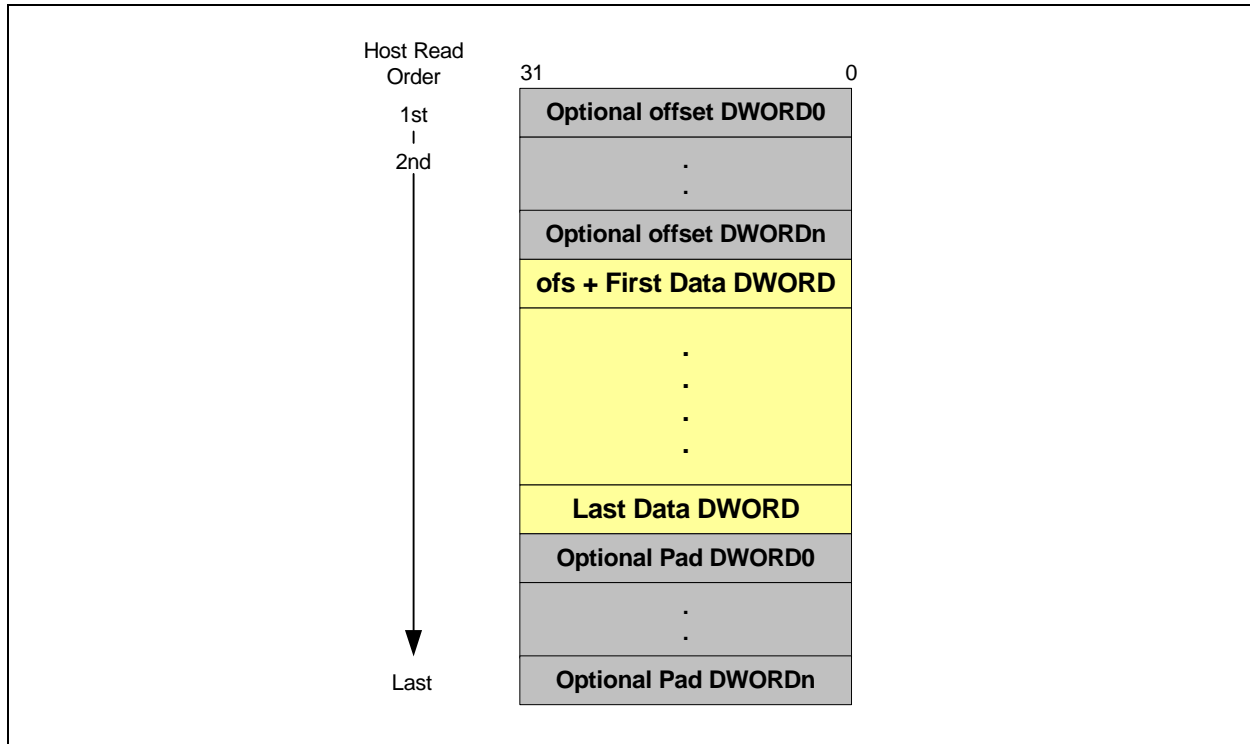 Host Read
Order
31 0
1st
2nd
Optional offset DWORD0
.
.
Optional offset DWORDn
ofs + First Data DWORD
.
.
.
.
Last Data DWORD
Optional Pad DWORD0
.
.
Last
Optional Pad DWORDn